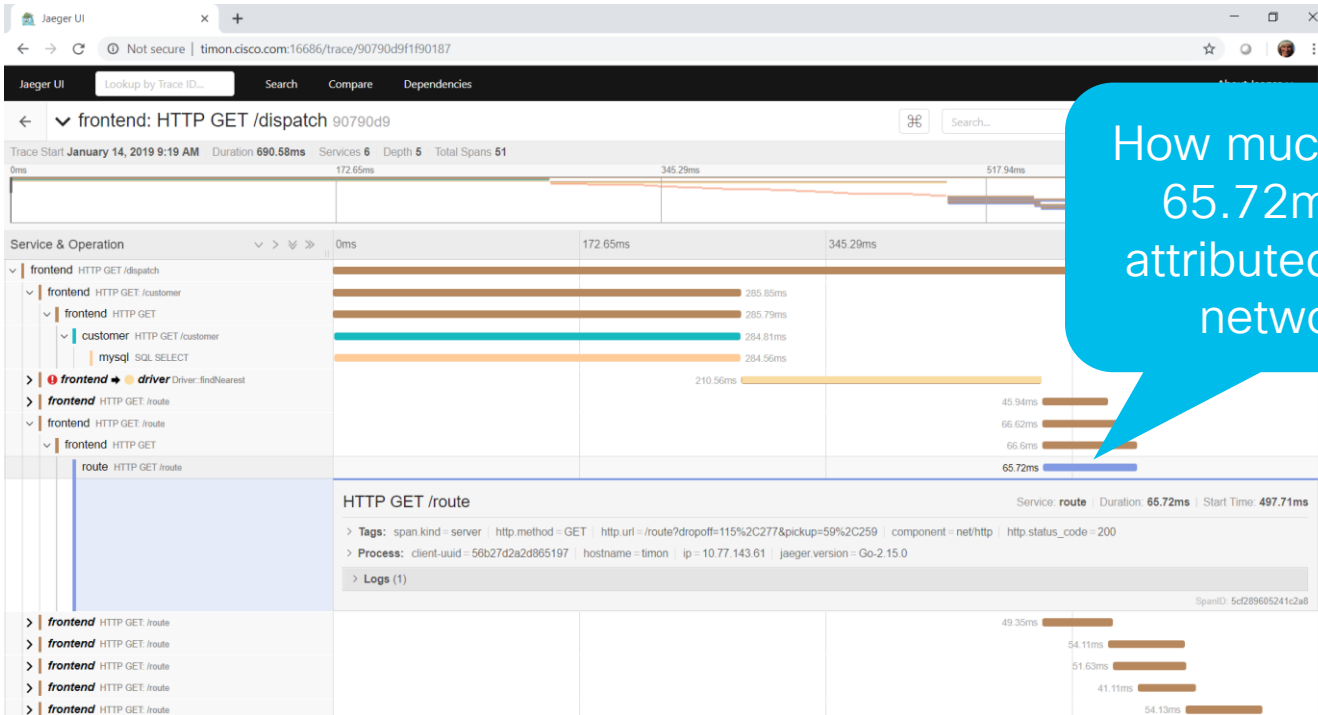 Jaeger UI
Not secure | timon.cisco.com:16686/trace/90790d9f1f90187
Jaeger UI Lookup by Trace ID... Search Compare Dependencies
frontend: HTTP GET /dispatch 90790d9 ⌘ Search...
Trace Start January 14, 2019 9:19 AM Duration 690.58ms Services 6 Depth 5 Total Spans 51
0ms 172.65ms 345.29ms 517.94ms
Service & Operation 0ms 172.65ms 345.29ms
How muc
65.72m
attributed
netwo
frontend HTTP GET /dispatch
frontend HTTP GET: /customer 285.85ms
frontend HTTP GET 285.79ms
customer HTTP GET /customer 284.81ms
mysql SQL SELECT 284.56ms
frontend ➡ driver Driver::findNearest 210.56ms
frontend HTTP GET: /route 45.94ms
frontend HTTP GET: /route 66.62ms
frontend HTTP GET 66.6ms
route HTTP GET /route 65.72ms
HTTP GET /route Service: route | Duration: 65.72ms | Start Time: 497.71ms
> Tags: span.kind = server | http.method = GET | http.url = /route?dropoff=115%2C277&pickup=59%2C259 | component = net/http | http.status_code = 200
> Process: client-uuid = 56b27d2a2d865197 | hostname = timon | ip = 10.77.143.61 | jaeger.version = Go-2.15.0
> Logs (1)
SpanID: 5cf289605241c2a8
frontend HTTP GET: /route 49.35ms
frontend HTTP GET: /route 54.11ms
frontend HTTP GET: /route 51.63ms
frontend HTTP GET: /route 41.11ms
frontend HTTP GET: /route 54.13ms